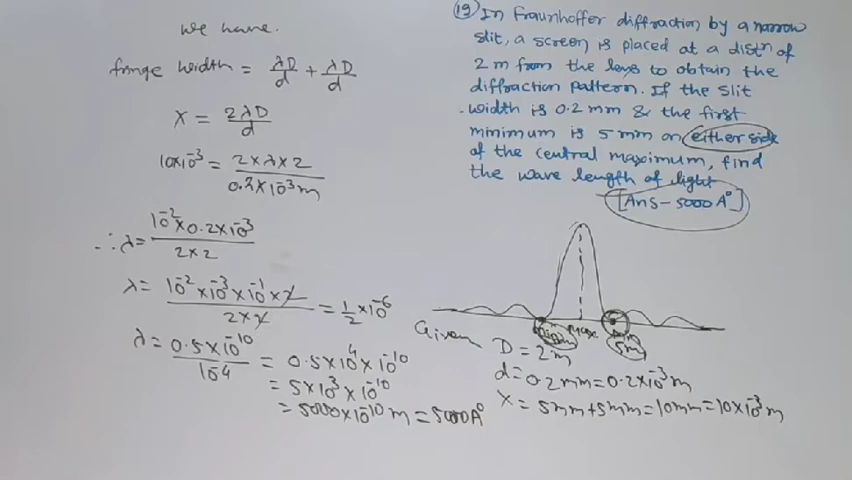 we have.
fringe width = λD/d + λD/d
x = 2λD/d
10x10⁻³ = 2×λ×2/0.2×10⁻³m
∴ λ = 10⁻²×0.2×10⁻³/2×2
λ = 10⁻²×10⁻³×10⁻¹×2/2×2 = 1/2 ×10⁻⁶
λ = 0.5×10⁻¹⁰/10⁻⁴ = 0.5×10⁴×10⁻¹⁰
= 5×10³×10⁻¹⁰
= 5000×10⁻¹⁰m = 5000A°
(19) In Fraunhoffer diffraction by a narrow
slit, a screen is placed at a distⁿ of
2 m from the lens to obtain the
diffraction pattern. If the slit
width is 0.2 mm & the first
minimum is 5mm on either side
of the central maximum, find
the wave length of light
[Ans - 5000 A°]
Max
5m
Given
D = 2m
d = 0.2mm = 0.2×10⁻³m
x = 5mm+5mm = 10mm = 10×10⁻³m